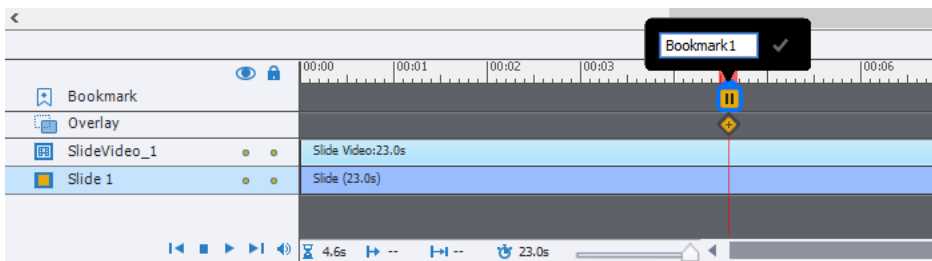 Bookmark1
00:00 00:01 00:02 00:03 00:06
Bookmark
Overlay
SlideVideo_1 Slide Video:23.0s
Slide 1 Slide (23.0s)
4.6s -- -- 23.0s